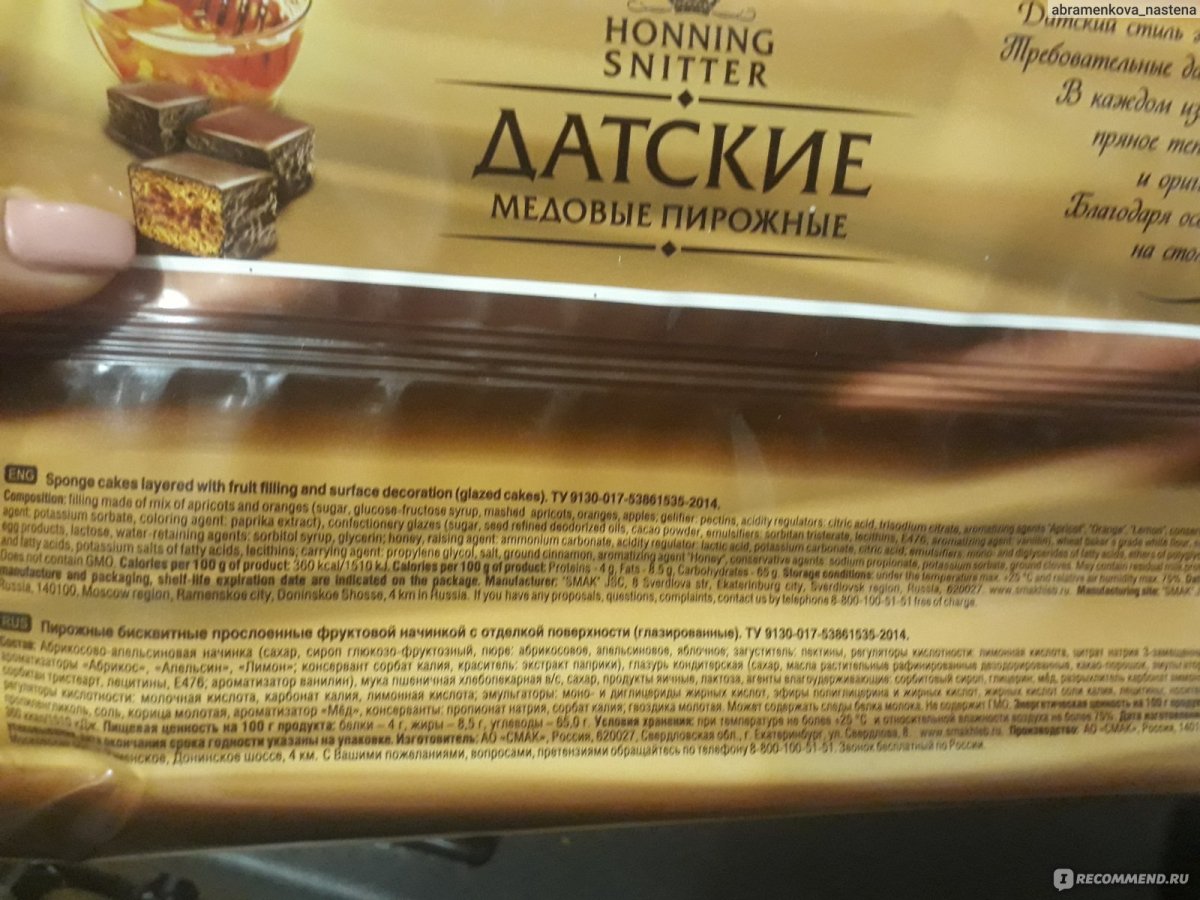 abramenkova_nastena
HONNING
SNITTER
ДАТСКИЕ
МЕДОВЫЕ ПИРОЖНЫЕ
Датский стиль
Требовательные
В каждом
пряное
и
Благодаря
на
ENG Sponge cakes layered with fruit filling and surface decoration (glazed cakes). ТУ 9130-017-53861535-2014.
Composition: filling made of mix of apricots and oranges (sugar, glucose-fructose syrup, mashed apricots, oranges, apples; gelifier: pectins, acidity regulators: citric acid, trisodium citrate, aromatizing agents "Apricot", "Orange", "Lemon",
agent: potassium sorbate, coloring agent: paprika extract), confectionery glazes (sugar, seed refined deodorized oils, cacao powder, emulsifiers: sorbitan tristerate, lecithins, E476, aromatizing agent: vanillin), wheat baker's grade white flour,
egg products, lactose, water-retaining agents: sorbitol syrup, glycerin; honey, raising agent: ammonium carbonate, acidity regulator: lactic acid, potassium carbonate, citric acid; emulsifiers: mono- and diglycerides of fatty acids,
and fatty acids, potassium salts of fatty acids, lecithins; carrying agent: propylene glycol, salt, ground cinnamon, aromatizing agent "Honey", conservative agents: sodium propionate, potassium sorbate, ground cloves. May contain
Does not contain GMO. Calories per 100 g of product: 360 kcal/1510 kJ. Calories per 100 g of product: Proteins - 4 g, Fats - 8.5 g, Carbohydrates - 65 g. Storage conditions: under the temperature max. +25 °C and relative air humidity max. 75%.
manufacture and packaging, shelf-life expiration date are indicated on the package. Manufacturer: "SMAK" JSC, 8 Sverdlova str, Ekaterinburg city, Sverdlovsk region, Russia, 620027. www.smakhleb.ru. Manufacturing site: "SMAK"
Russia, 140100, Moscow region, Ramenskoe city, Doninskoe Shosse, 4 km in Russia. If you have any proposals, questions, complaints, contact us by telephone 8-800-100-51-51 free of charge.
RUS Пирожные бисквитные прослоенные фруктовой начинкой с отделкой поверхности (глазированные). ТУ 9130-017-53861535-2014.
Состав: Абрикосово-апельсиновая начинка (сахар, сироп глюкозо-фруктозный, пюре: абрикосовое, апельсиновое, яблочное; загуститель: пектины, регуляторы кислотности: лимонная кислота, цитрат натрия
ароматизаторы «Абрикос», «Апельсин», «Лимон»; консервант сорбат калия, краситель: экстракт паприки), глазурь кондитерская (сахар, масла растительные рафинированные дезодорированные, какао-порошок,
сорбитан тристеарт, лецитины, Е476; ароматизатор ванилин), мука пшеничная хлебопекарная в/с, сахар, продукты яичные, лактоза, агенты влагоудерживающие: сорбитовый сироп, глицерин; мёд, разрыхлитель карбонат аммония,
регуляторы кислотности: молочная кислота, карбонат калия, лимонная кислота; эмульгаторы: моно- и диглицериды жирных кислот, эфиры полиглицерина и жирных кислот, жирных кислот соли калия, лецитины;
пропиленгликоль, соль, корица молотая, ароматизатор «Мёд», консерванты: пропионат натрия, сорбат калия; гвоздика молотая. Может содержать следы белка молока. Не содержит ГМО. Энергетическая ценность на 100 г
Пищевая ценность на 100 г продукта: белки – 4 г, жиры – 8,5 г, углеводы – 65,0 г. Условия хранения: при температуре не более +25 °С и относительной влажности воздуха не более 75%. Дата изготовления
окончания срока годности указаны на упаковке. Изготовитель: АО «СМАК», Россия, 620027, Свердловская обл., г. Екатеринбург, ул. Свердлова, 8. www.smakhleb.ru. Производство: АО «СМАК», Россия,
Донинское шоссе, 4 км. С Вашими пожеланиями, вопросами, претензиями обращайтесь по телефону 8-800-100-51-51. Звонок бесплатный по России.
IRECOMMEND.RU